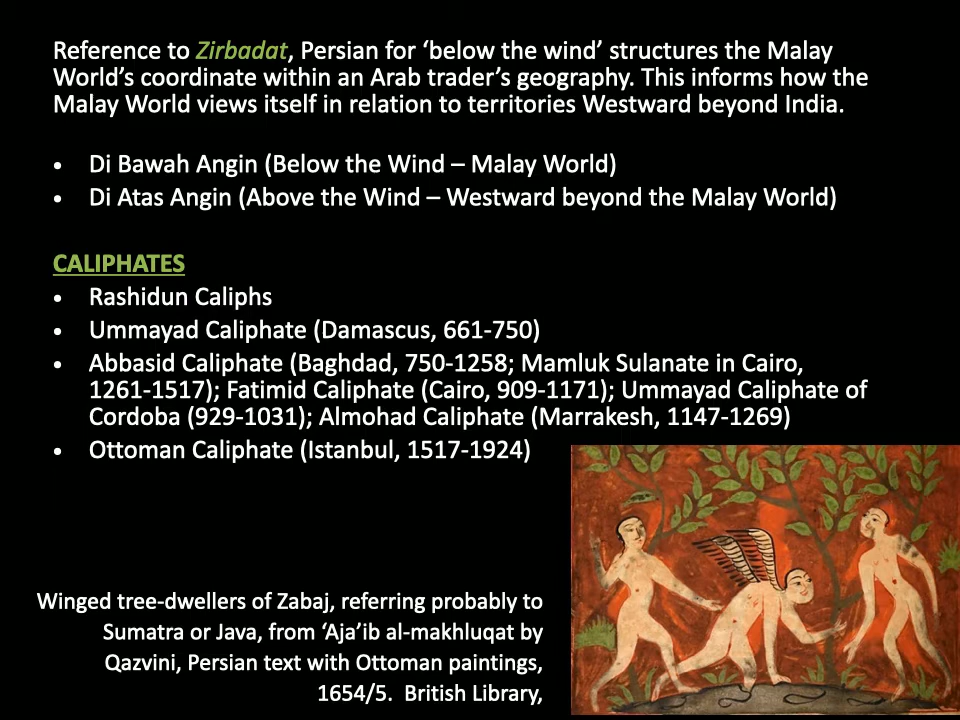 Reference to Zirbadat, Persian for ‘below the wind’ structures the Malay
World’s coordinate within an Arab trader’s geography. This informs how the
Malay World views itself in relation to territories Westward beyond India.
• Di Bawah Angin (Below the Wind – Malay World)
• Di Atas Angin (Above the Wind – Westward beyond the Malay World)
CALIPHATES
• Rashidun Caliphs
• Ummayad Caliphate (Damascus, 661-750)
• Abbasid Caliphate (Baghdad, 750-1258; Mamluk Sulanate in Cairo,
1261-1517); Fatimid Caliphate (Cairo, 909-1171); Ummayad Caliphate of
Cordoba (929-1031); Almohad Caliphate (Marrakesh, 1147-1269)
• Ottoman Caliphate (Istanbul, 1517-1924)
Winged tree-dwellers of Zabaj, referring probably to
Sumatra or Java, from ‘Aja’ib al-makhluqat by
Qazvini, Persian text with Ottoman paintings,
1654/5. British Library,